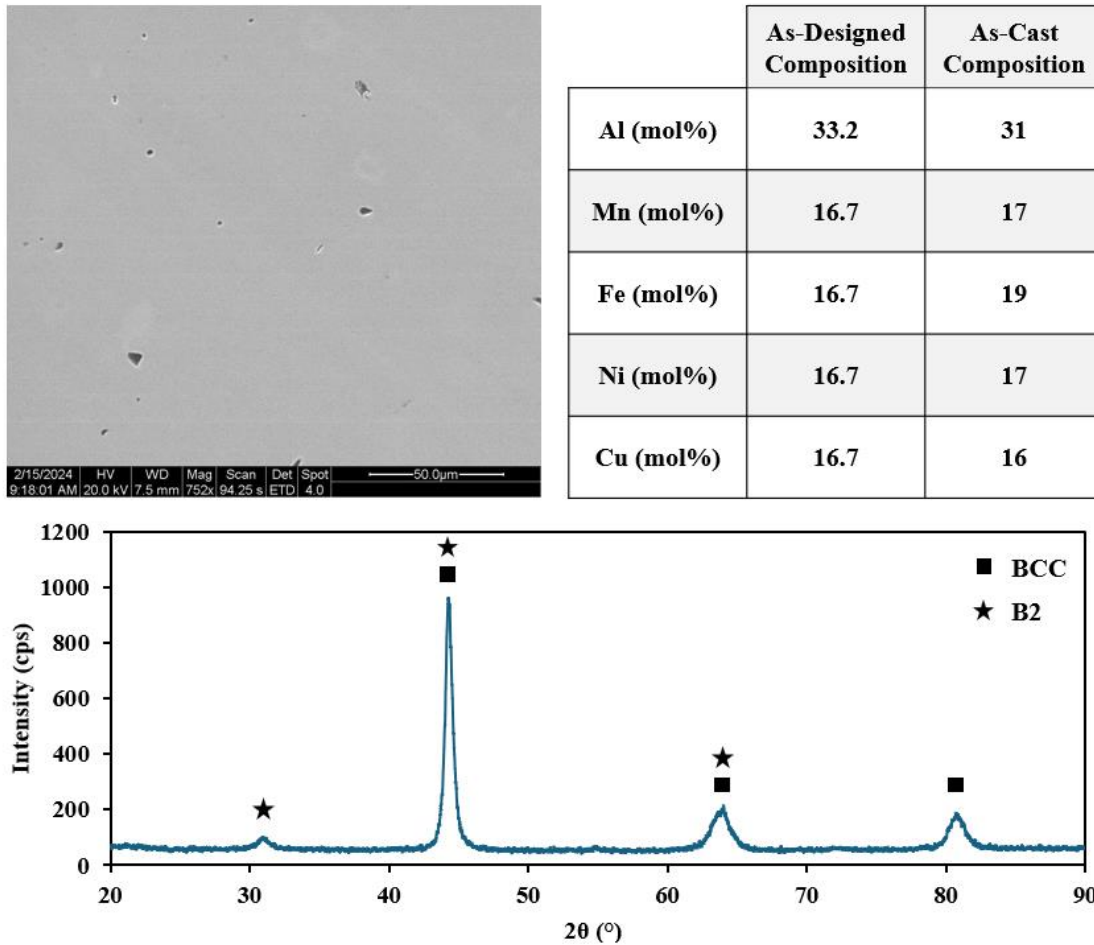 2/15/2024 HV WD Mag Scan Det Spot
9:18:01 AM 20.0 kV 7.5 mm 752x 94.25 s ETD 4.0
50.0µm
As-Designed Composition As-Cast Composition
Al (mol%) 33.2 31
Mn (mol%) 16.7 17
Fe (mol%) 16.7 19
Ni (mol%) 16.7 17
Cu (mol%) 16.7 16
Intensity (cps)
1200
1000
800
600
400
200
0
20 30 40 50 60 70 80 90
2θ (°)
BCC
B2